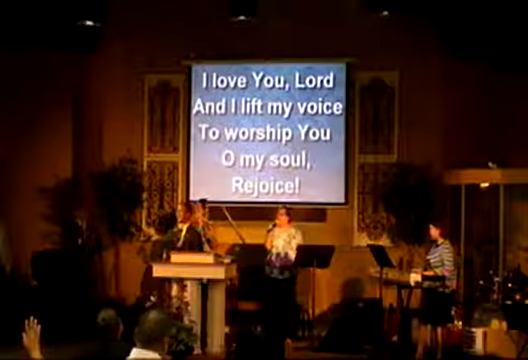 I love You, Lord
And I lift my voice
To worship You
O my soul,
Rejoice!